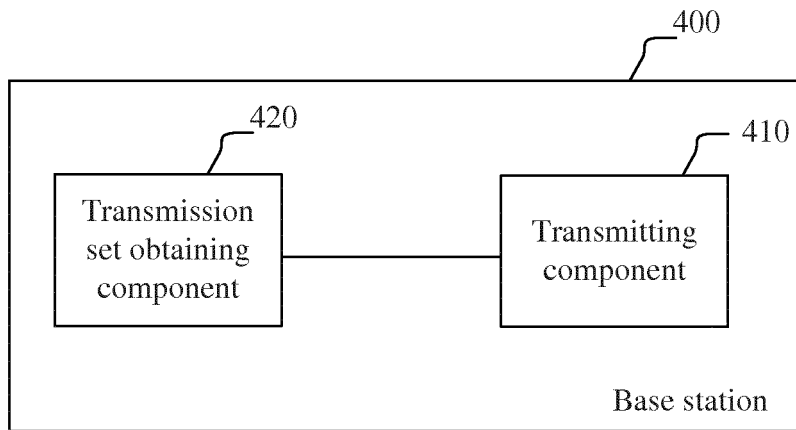 400
420
410
Transmission
set obtaining
component
Transmitting
component
Base station